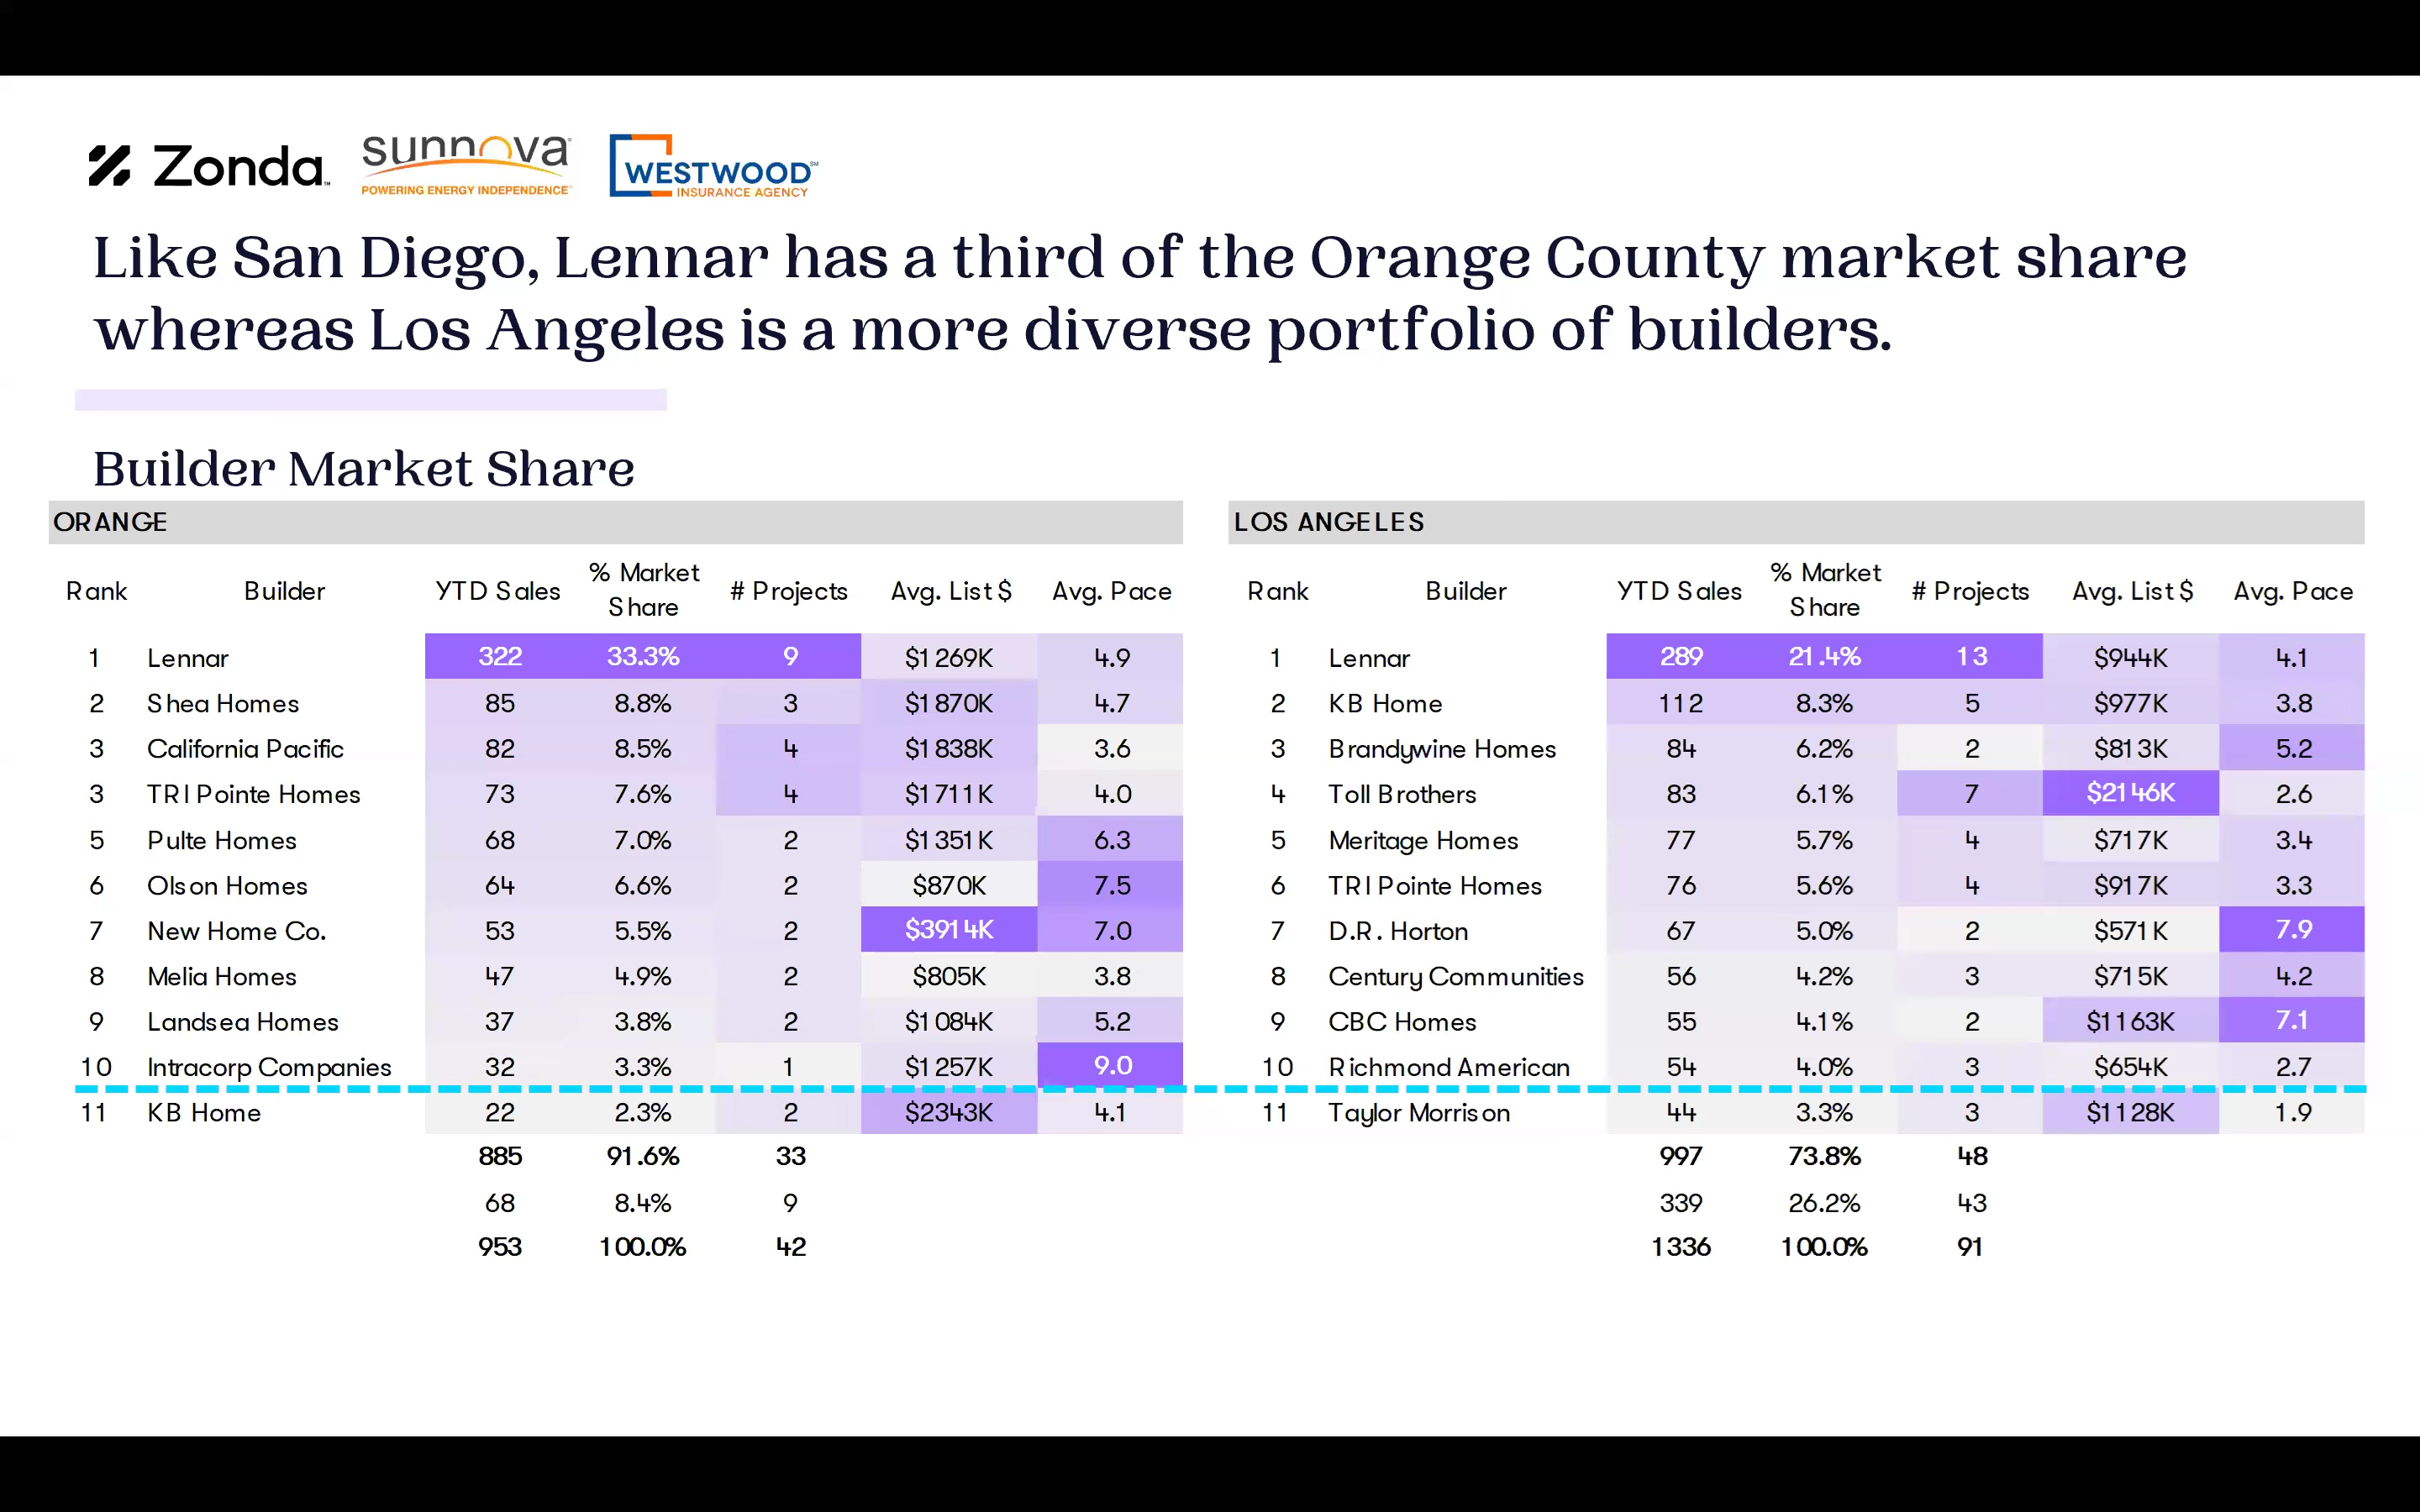 Zonda™
sunnova
POWERING ENERGY INDEPENDENCE™
WESTWOOD SM
INSURANCE AGENCY
Like San Diego, Lennar has a third of the Orange County market share
whereas Los Angeles is a more diverse portfolio of builders.
Builder Market Share
ORANGE
Rank Builder YTD Sales % Market Share # Projects Avg. List $ Avg. Pace
1 Lennar 322 33.3% 9 $1269K 4.9
2 Shea Homes 85 8.8% 3 $1870K 4.7
3 California Pacific 82 8.5% 4 $1838K 3.6
3 TRI Pointe Homes 73 7.6% 4 $1711K 4.0
5 Pulte Homes 68 7.0% 2 $1351K 6.3
6 Olson Homes 64 6.6% 2 $870K 7.5
7 New Home Co. 53 5.5% 2 $3914K 7.0
8 Melia Homes 47 4.9% 2 $805K 3.8
9 Landsea Homes 37 3.8% 2 $1084K 5.2
10 Intracorp Companies 32 3.3% 1 $1257K 9.0
11 KB Home 22 2.3% 2 $2343K 4.1
885 91.6% 33
68 8.4% 9
953 100.0% 42
LOS ANGELES
Rank Builder YTD Sales % Market Share # Projects Avg. List $ Avg. Pace
1 Lennar 289 21.4% 13 $944K 4.1
2 KB Home 112 8.3% 5 $977K 3.8
3 Brandywine Homes 84 6.2% 2 $813K 5.2
4 Toll Brothers 83 6.1% 7 $2146K 2.6
5 Meritage Homes 77 5.7% 4 $717K 3.4
6 TRI Pointe Homes 76 5.6% 4 $917K 3.3
7 D.R. Horton 67 5.0% 2 $571K 7.9
8 Century Communities 56 4.2% 3 $715K 4.2
9 CBC Homes 55 4.1% 2 $1163K 7.1
10 Richmond American 54 4.0% 3 $654K 2.7
11 Taylor Morrison 44 3.3% 3 $1128K 1.9
997 73.8% 48
339 26.2% 43
1336 100.0% 91